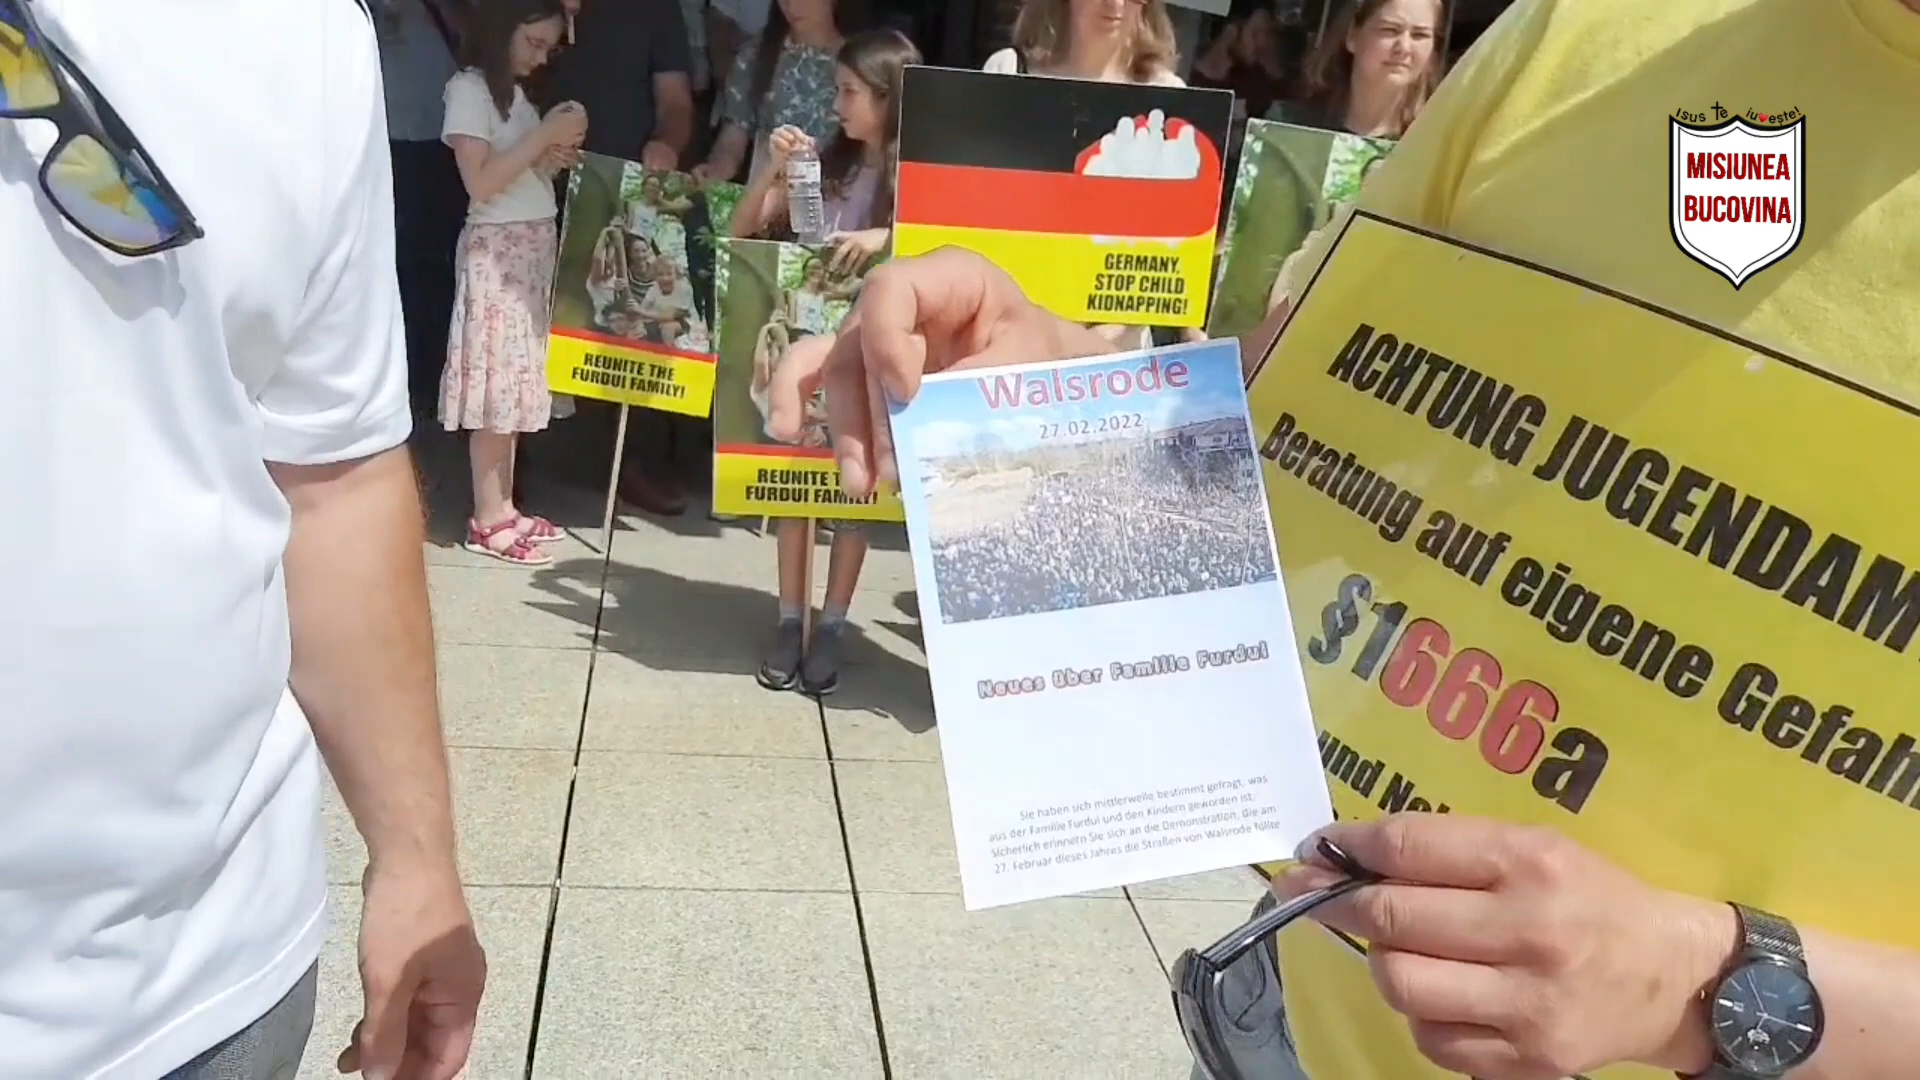 Isus Te iubește!
MISIUNEA
BUCOVINA
GERMANY,
STOP CHILD
KIDNAPPING!
REUNITE THE
FURDUI FAMILY!
REUNITE
FURDUI FAMILY!
Walsrode
27.02.2022
Neues über Familie Furdui
Sie haben sich mittlerweile bestimmt gefragt, was
aus der Familie Furdui und den Kindern geworden ist.
Sicherlich erinnern Sie sich an die Demonstration, die am
27. Februar dieses Jahres die Straßen von Walsrode füllte
ACHTUNG JUGENDAM
Beratung auf eigene Gefah
§1666a
und